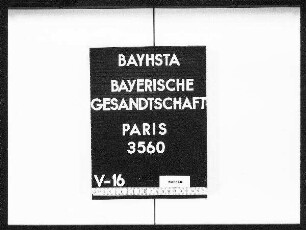 BAYHSTA
BAYERISCHE
GESANDTSCHAFT
PARIS
3560
V-16